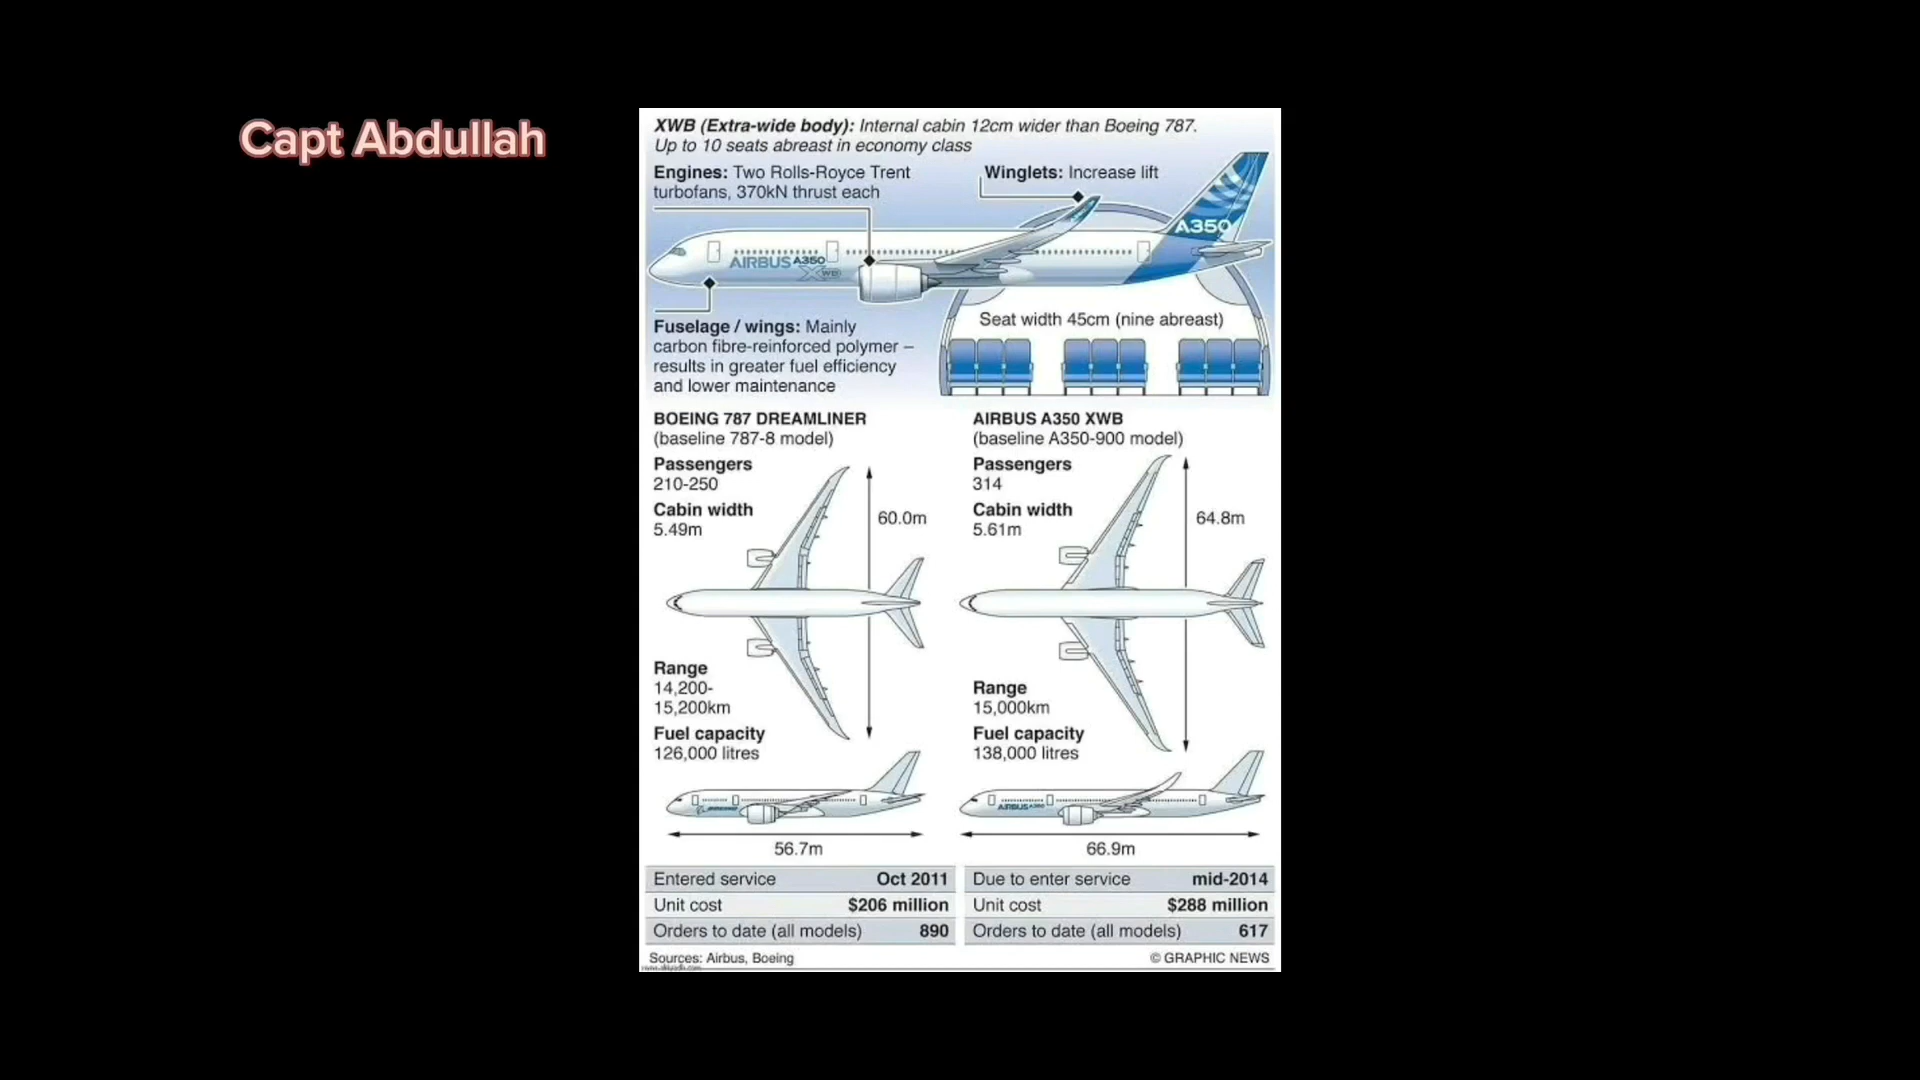 Capt Abdullah
XWB (Extra-wide body): Internal cabin 12cm wider than Boeing 787.
Up to 10 seats abreast in economy class
Engines: Two Rolls-Royce Trent
turbofans, 370kN thrust each
Winglets: Increase lift
A350
AIRBUS A350
XWB
Fuselage / wings: Mainly
carbon fibre-reinforced polymer –
results in greater fuel efficiency
and lower maintenance
Seat width 45cm (nine abreast)
BOEING 787 DREAMLINER
(baseline 787-8 model)
Passengers
210-250
Cabin width
5.49m
60.0m
Range
14,200-
15,200km
Fuel capacity
126,000 litres
BOEING
56.7m
Entered service Oct 2011
Unit cost $206 million
Orders to date (all models) 890
AIRBUS A350 XWB
(baseline A350-900 model)
Passengers
314
Cabin width
5.61m
64.8m
Range
15,000km
Fuel capacity
138,000 litres
AIRBUS A350
66.9m
Due to enter service mid-2014
Unit cost $288 million
Orders to date (all models) 617
Sources: Airbus, Boeing
© GRAPHIC NEWS